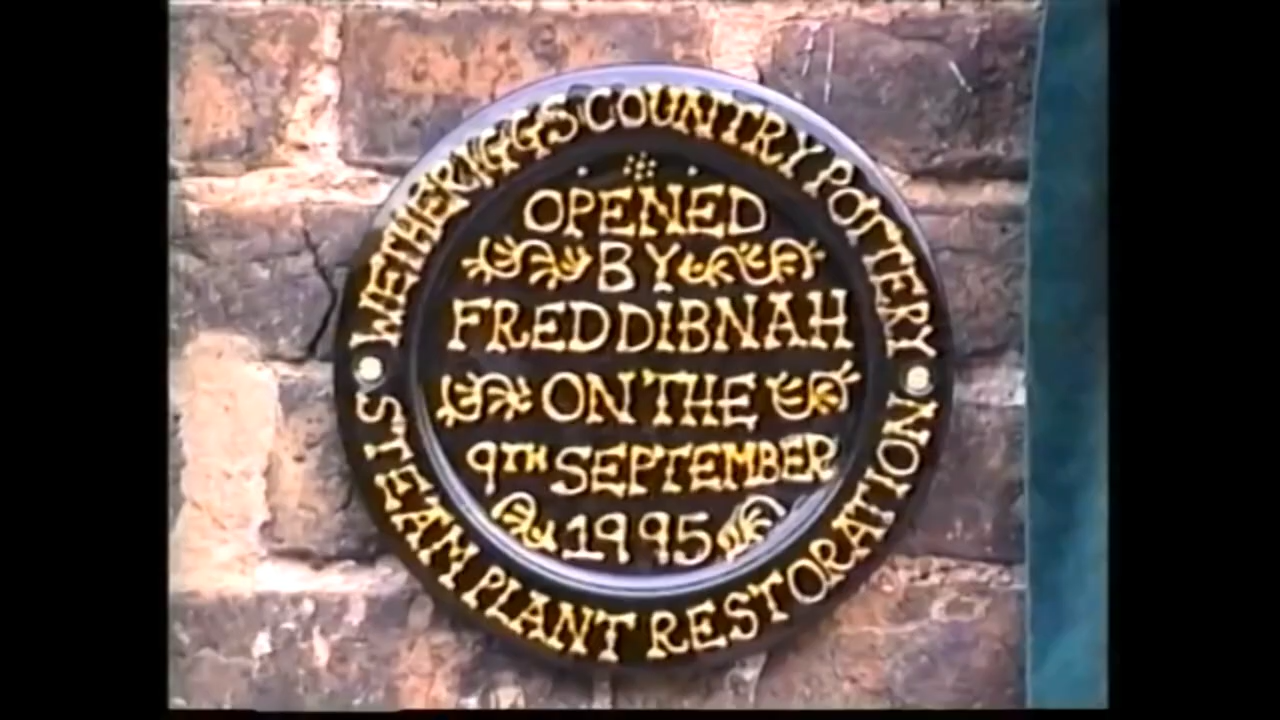 WETHERIGGS COUNTRY POTTERY
OPENED
BY
FRED DIBNAH
ON THE
9TH SEPTEMBER
1995
STEAM PLANT RESTORATION